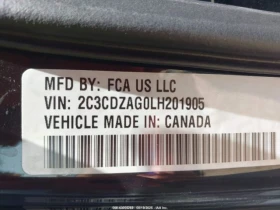 MFD BY: FCA US LLC
VIN: 2C3CDZAG0LH201905
VEHICLE MADE IN: CANADA